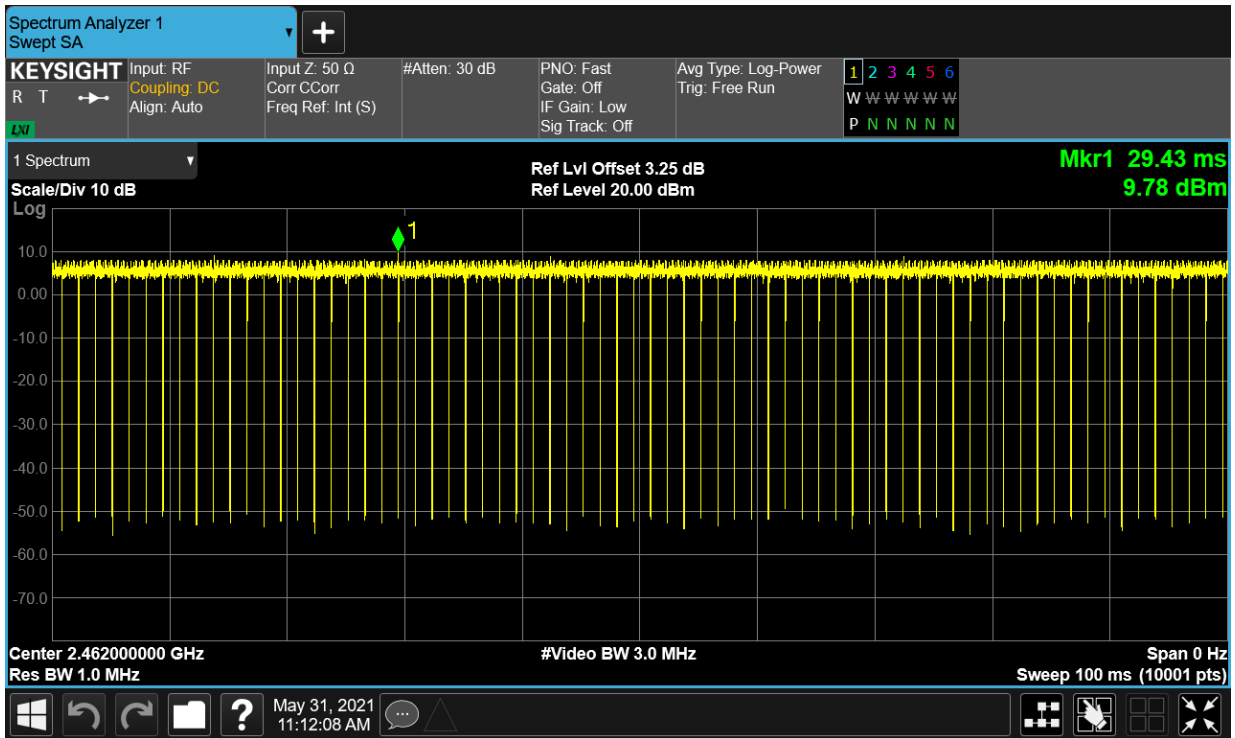 Spectrum Analyzer 1
Swept SA
KEYSIGHT
R T
LXI
Input: RF
Coupling: DC
Align: Auto
Input Z: 50 Ω
Corr CCorr
Freq Ref: Int (S)
#Atten: 30 dB
PNO: Fast
Gate: Off
IF Gain: Low
Sig Track: Off
Avg Type: Log-Power
Trig: Free Run
1 2 3 4 5 6
W W W W W W
P N N N N N
1 Spectrum
Scale/Div 10 dB
Log
Ref Lvl Offset 3.25 dB
Ref Level 20.00 dBm
Mkr1 29.43 ms
9.78 dBm
1
10.0
0.00
-10.0
-20.0
-30.0
-40.0
-50.0
-60.0
-70.0
Center 2.462000000 GHz
Res BW 1.0 MHz
#Video BW 3.0 MHz
Span 0 Hz
Sweep 100 ms (10001 pts)
?
May 31, 2021
11:12:08 AM